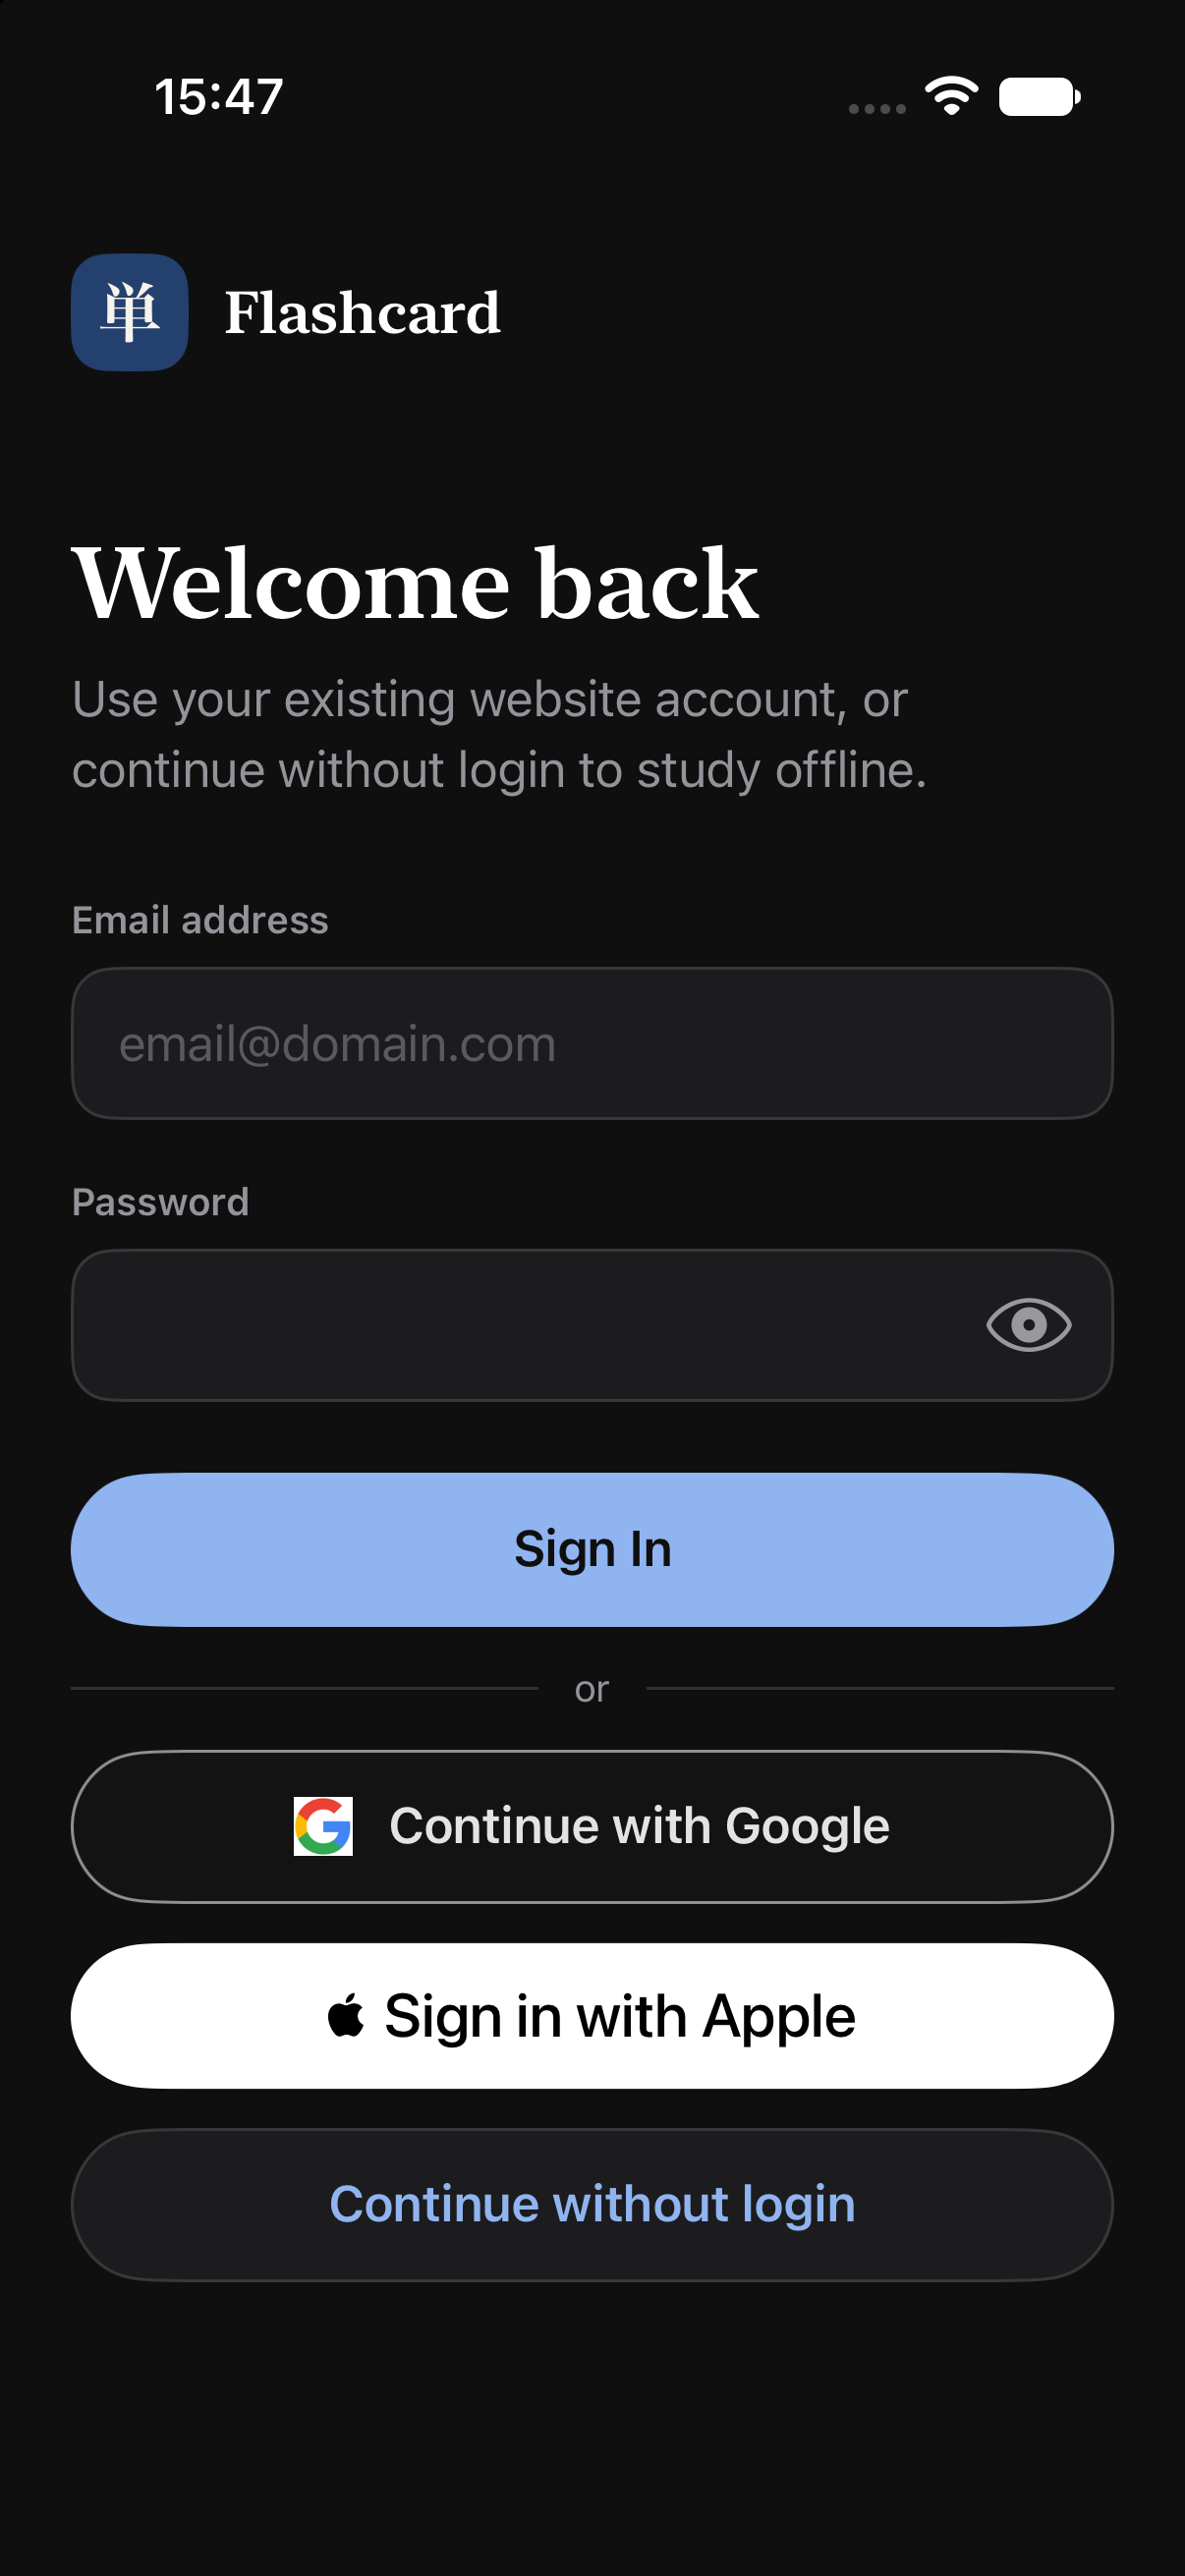 15:47
単 Flashcard
Welcome back
Use your existing website account, or
continue without login to study offline.
Email address
email@domain.com
Password
Sign In
or
Continue with Google
Sign in with Apple
Continue without login